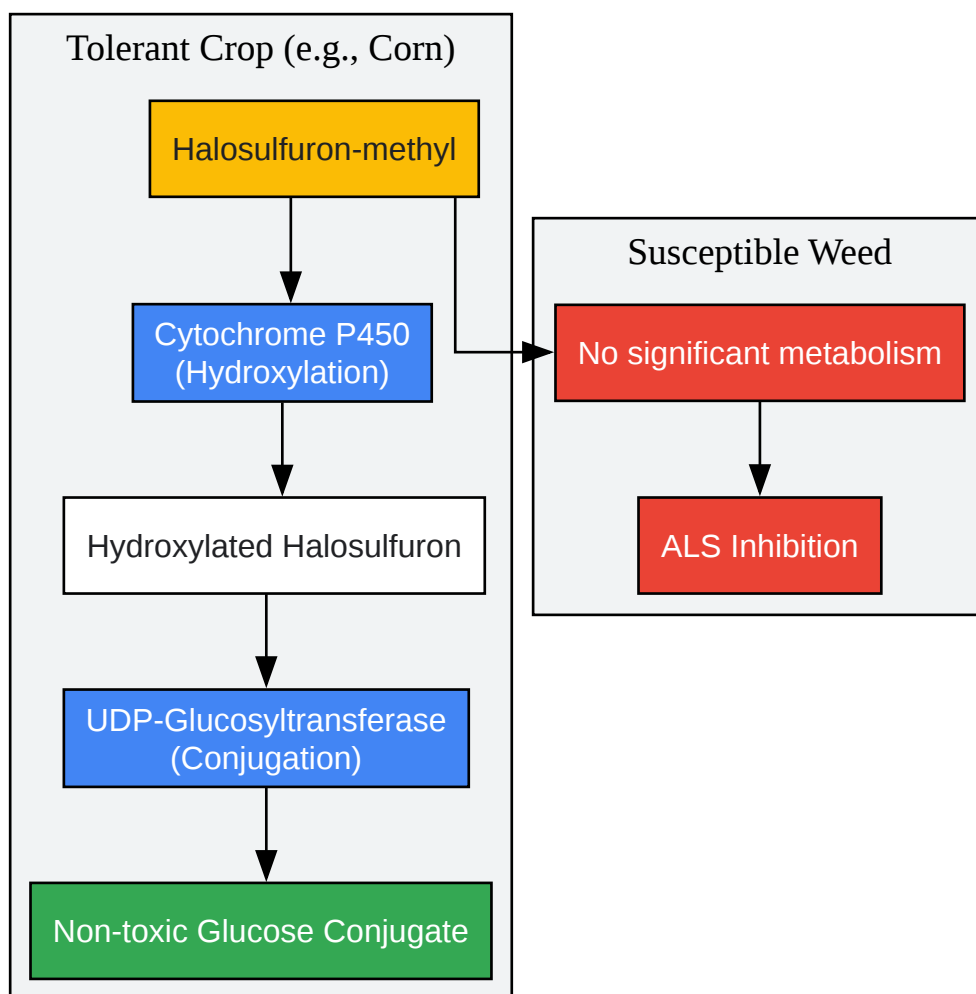 Tolerant Crop (e.g., Corn)
Halosulfuron-methyl
Cytochrome P450
(Hydroxylation)
Hydroxylated Halosulfuron
UDP-Glucosyltransferase
(Conjugation)
Non-toxic Glucose Conjugate
Susceptible Weed
No significant metabolism
ALS Inhibition